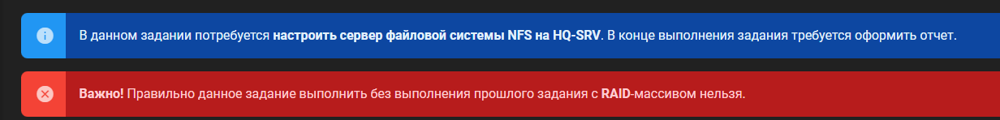 В данном задании потребуется настроить сервер файловой системы NFS на HQ-SRV. В конце выполнения задания требуется оформить отчет.
Важно! Правильно данное задание выполнить без выполнения прошлого задания с RAID-массивом нельзя.